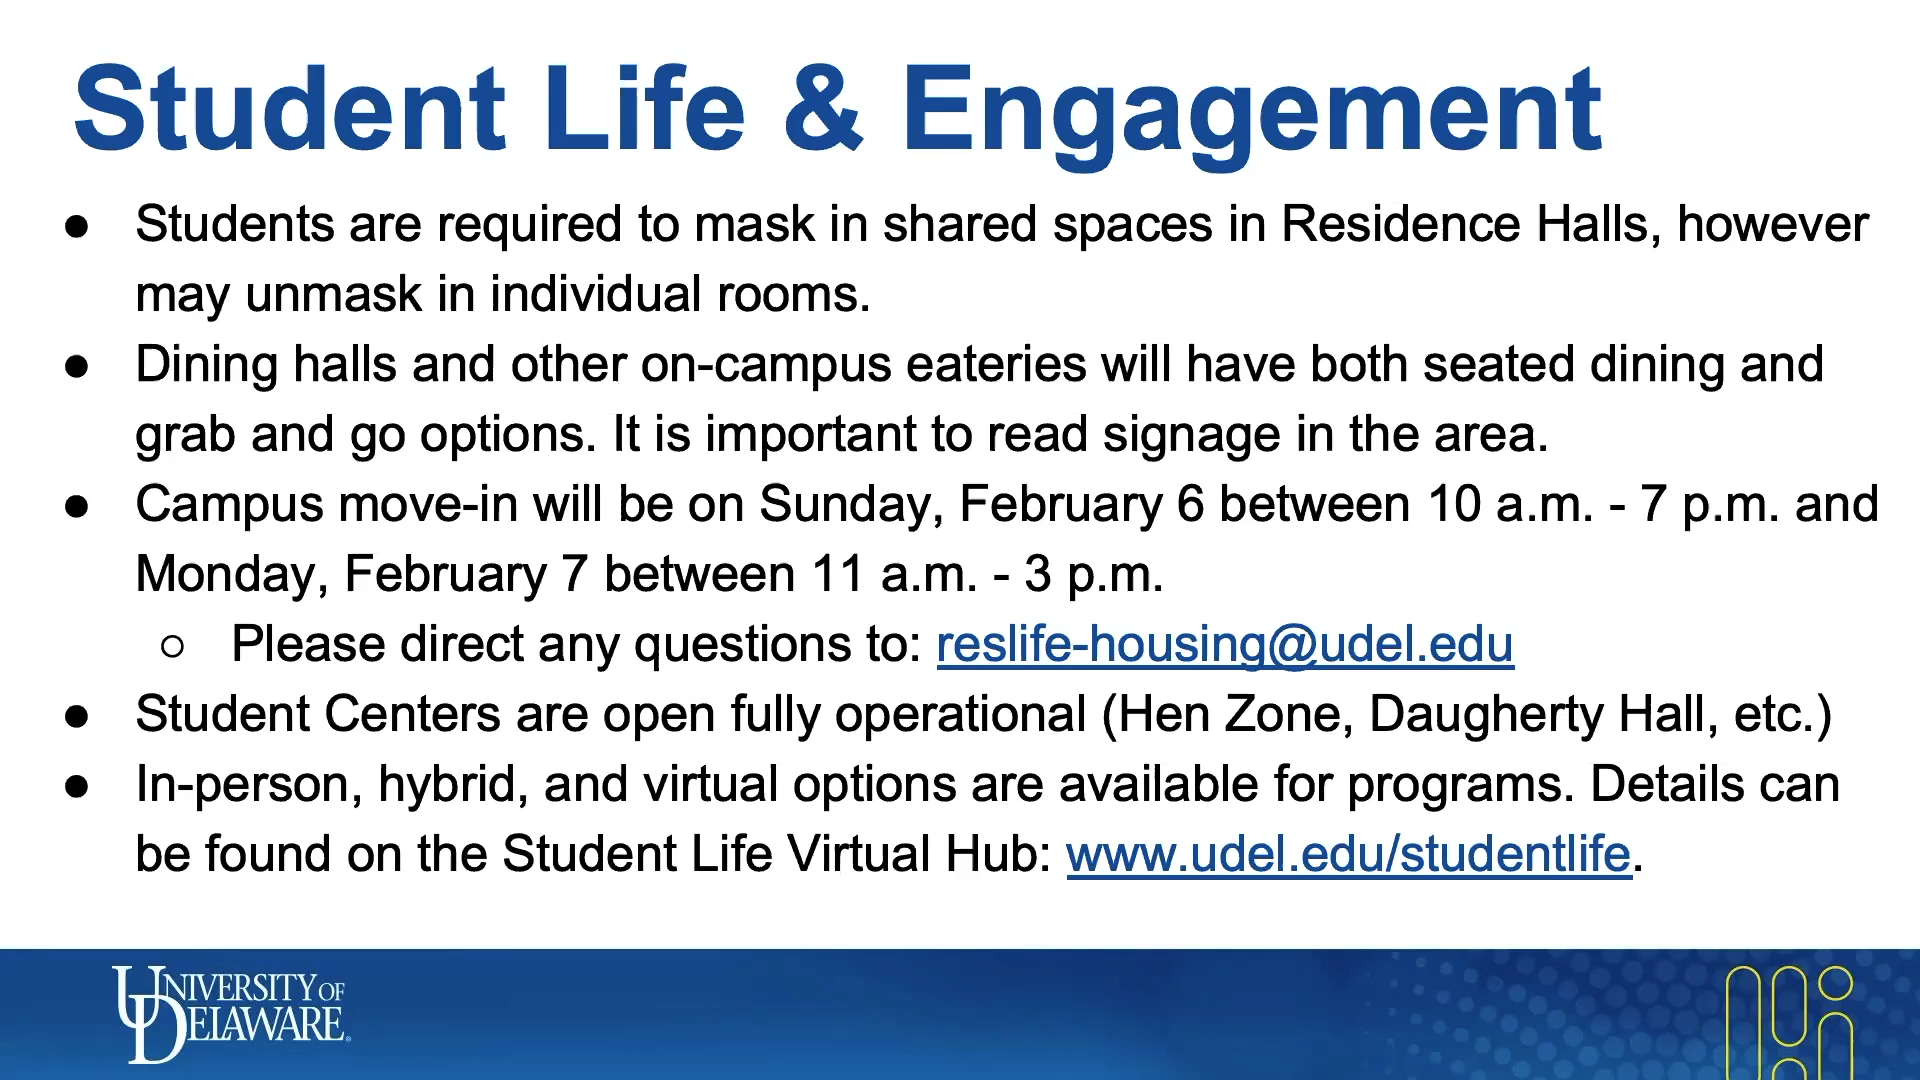 Student Life & Engagement
● Students are required to mask in shared spaces in Residence Halls, however
may unmask in individual rooms.
● Dining halls and other on-campus eateries will have both seated dining and
grab and go options. It is important to read signage in the area.
● Campus move-in will be on Sunday, February 6 between 10 a.m. - 7 p.m. and
Monday, February 7 between 11 a.m. - 3 p.m.
○ Please direct any questions to: reslife-housing@udel.edu
● Student Centers are open fully operational (Hen Zone, Daugherty Hall, etc.)
● In-person, hybrid, and virtual options are available for programs. Details can
be found on the Student Life Virtual Hub: www.udel.edu/studentlife.
UNIVERSITY OF
DELAWARE®